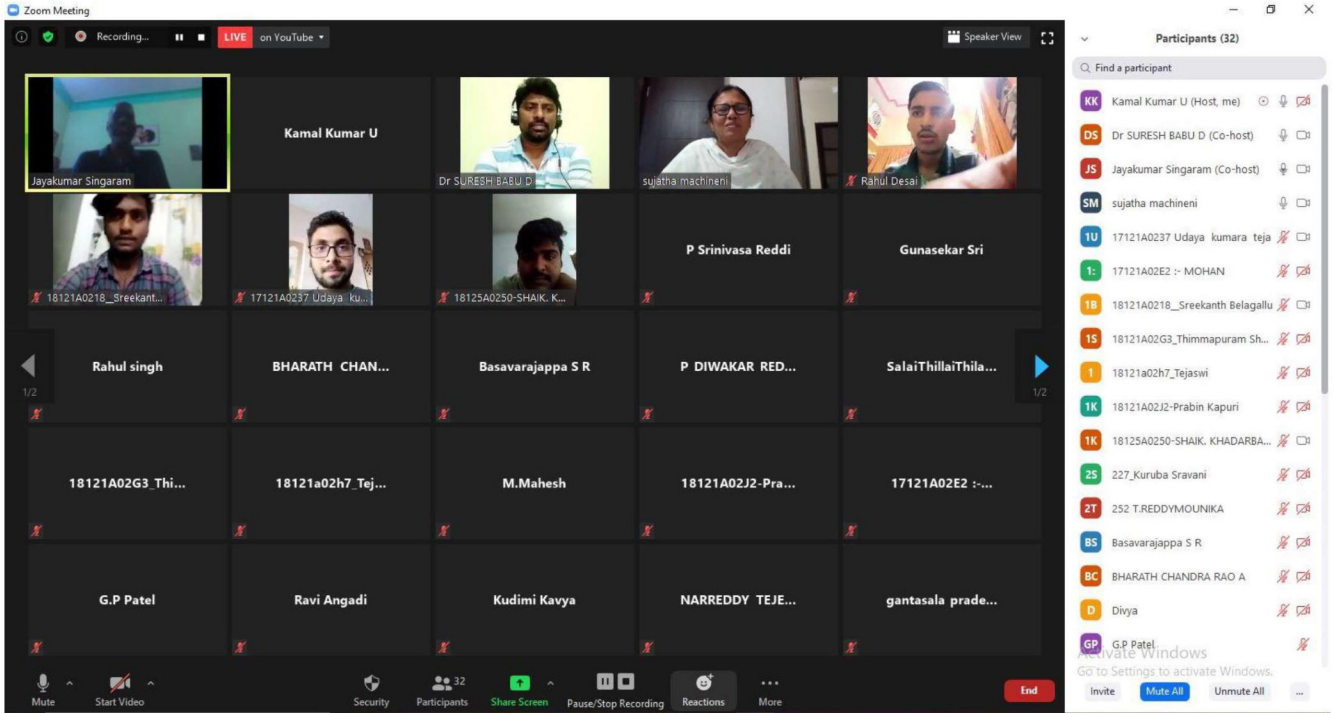 Zoom Meeting
Recording...
LIVE on YouTube
Speaker View
Jayakumar Singaram
Kamal Kumar U
Dr SURESH BABU D
sujatha machineni
Rahul Desai
18121A0218_Sreekant...
17121A0237 Udaya ku...
18125A0250-SHAIK. K...
P Srinivasa Reddi
Gunasekar Sri
Rahul singh
BHARATH CHAN...
Basavarajappa S R
P DIWAKAR RED...
SalaiThillaiThila...
1/2
1/2
18121A02G3_Thi...
18121a02h7_Tej...
M.Mahesh
18121A02J2-Pra...
17121A02E2 :-...
G.P Patel
Ravi Angadi
Kudimi Kavya
NARREDDY TEJE...
gantasala prade...
Mute
Start Video
Security
32
Participants
Share Screen
Pause/Stop Recording
Reactions
More
End
Participants (32)
Find a participant
KK Kamal Kumar U (Host, me)
DS Dr SURESH BABU D (Co-host)
JS Jayakumar Singaram (Co-host)
SM sujatha machineni
1U 17121A0237 Udaya kumara teja
1: 17121A02E2 :- MOHAN
1B 18121A0218_Sreekanth Belagallu
1S 18121A02G3_Thimmapuram Sh...
1 18121a02h7_Tejaswi
1K 18121A02J2-Prabin Kapuri
1K 18125A0250-SHAIK. KHADARBA...
2S 227_Kuruba Sravani
2T 252 T.REDDYMOUNIKA
BS Basavarajappa S R
BC BHARATH CHANDRA RAO A
D Divya
GP G.P Patel
Activate Windows
Go to Settings to activate Windows.
Invite
Mute All
Unmute All
...